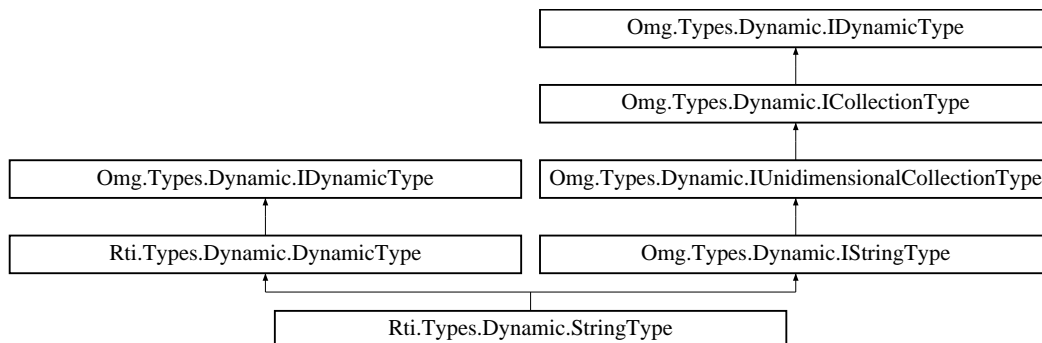 Omg.Types.Dynamic.IDynamicType
Omg.Types.Dynamic.ICollectionType
Omg.Types.Dynamic.IDynamicType
Omg.Types.Dynamic.IUnidimensionalCollectionType
Rti.Types.Dynamic.DynamicType
Omg.Types.Dynamic.IStringType
Rti.Types.Dynamic.StringType